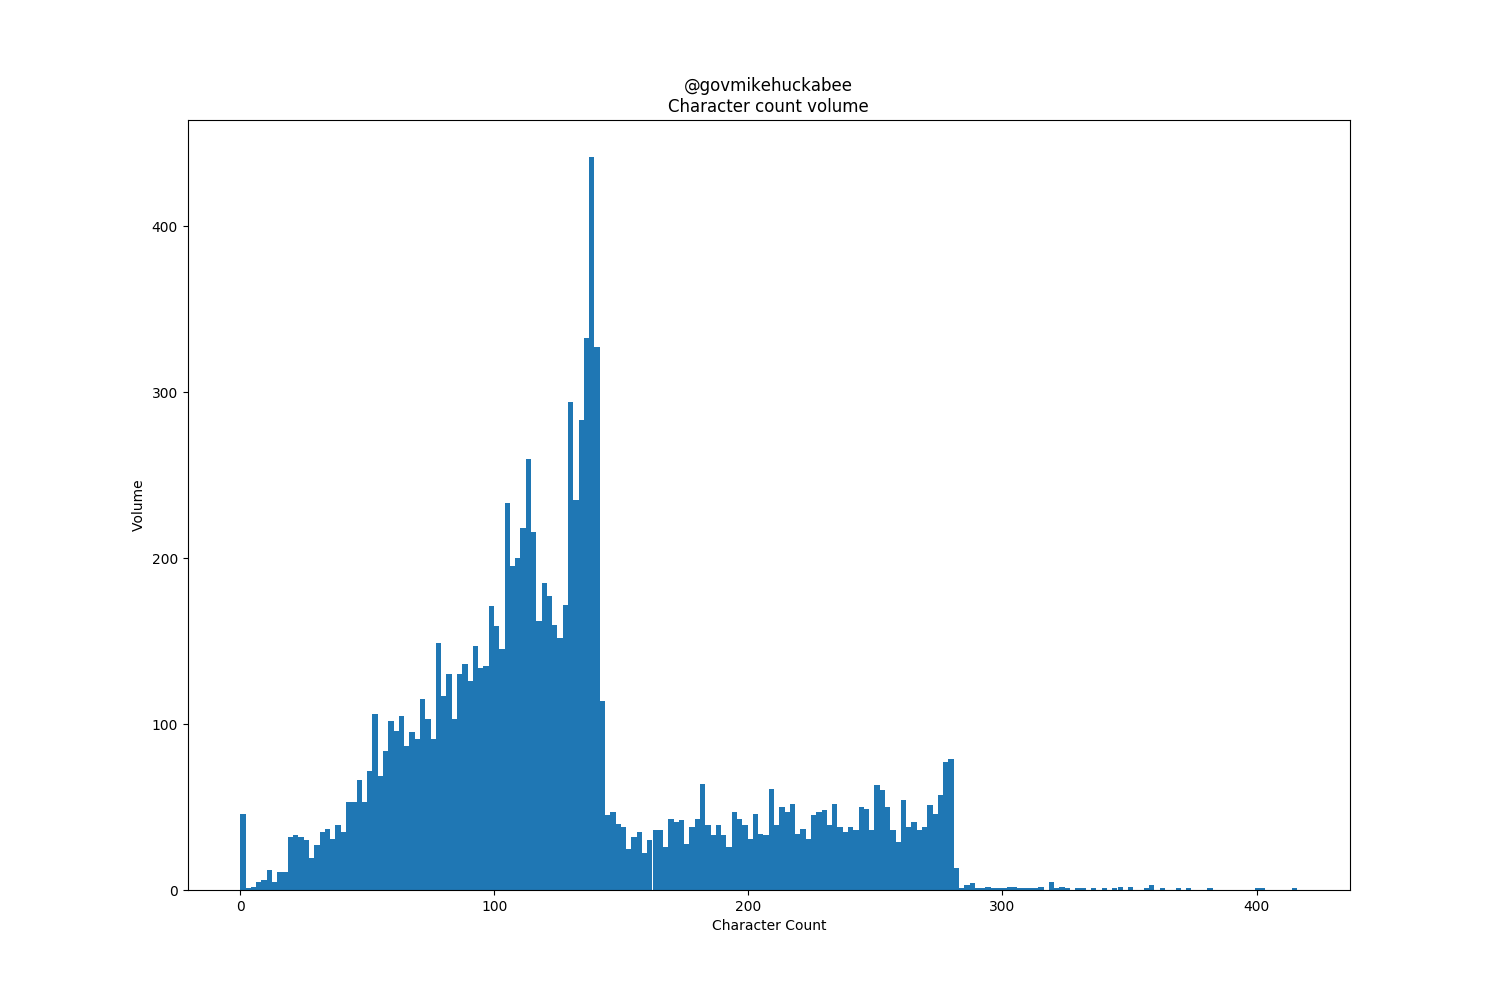 @govmikehuckabee
Character count volume
400
300
200
100
0
Volume
0 100 200 300 400
Character Count